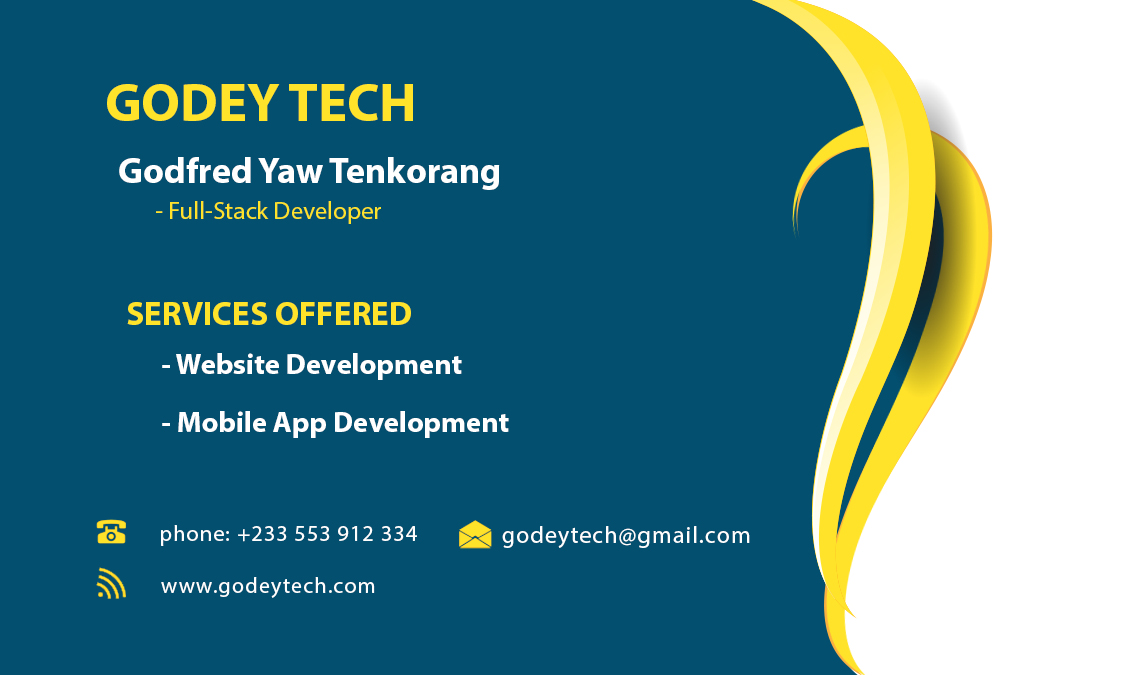 GODEY TECH
Godfred Yaw Tenkorang
- Full-Stack Developer
SERVICES OFFERED
- Website Development
- Mobile App Development
phone: +233 553 912 334
godeytech@gmail.com
www.godeytech.com